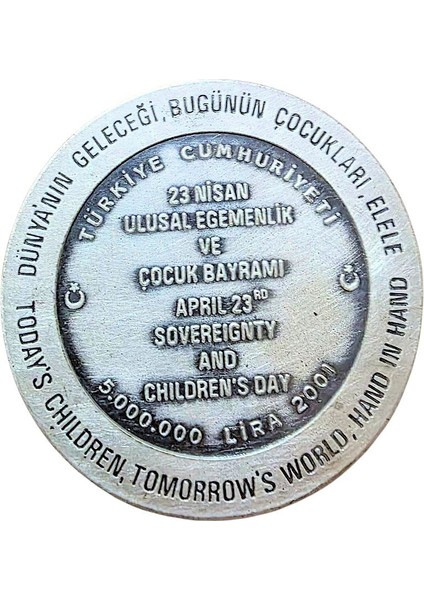 DÜNYA'NIN GELECEĞİ, BUGÜNÜN ÇOCUKLARI, ELELE
TÜRKİYE CUMHURİYETİ
23 NİSAN
ULUSAL EGEMENLİK
VE
ÇOCUK BAYRAMI
APRIL 23RD
SOVEREIGNTY
AND
CHILDREN'S DAY
5.000.000 LİRA 2001
TODAY'S CHILDREN, TOMORROW'S WORLD, HAND IN HAND